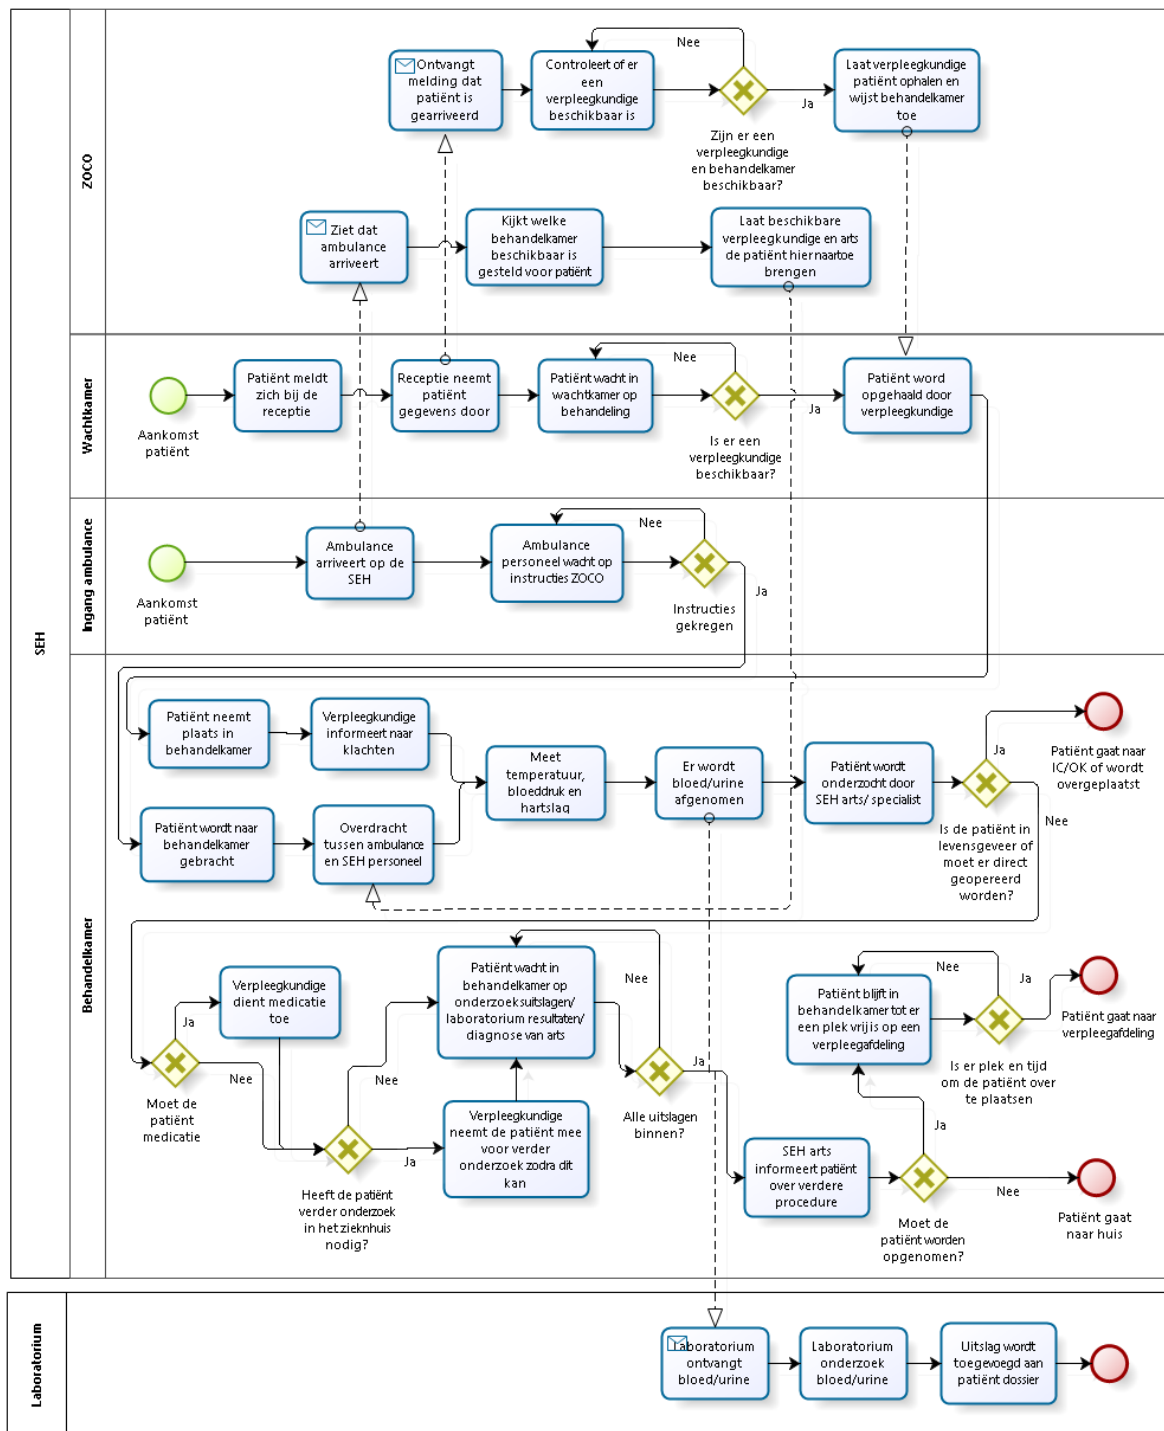 SEH
ZOCO
Ontvangt
melding dat
patiënt is
gearriveerd
Controleert of er
een
verpleegkundige
beschikbaar is
Nee
Ja
Zijn er een
verpleegkundige
en behandelkamer
beschikbaar?
Laat verpleegkundige
patiënt ophalen en
wijst behandelkamer
toe
Ziet dat
ambulance
arriveert
Kijkt welke
behandelkamer
beschikbaar is
gesteld voor patiënt
Laat beschikbare
verpleegkundige en arts
de patiënt hier naartoe
brengen
Wachtkamer
Aankomst
patiënt
Patiënt meldt
zich bij de
receptie
Receptie neemt
patiënt
gegevens door
Patiënt wacht in
wachtkamer op
behandeling
Nee
Ja
Is er een
verpleegkundige
beschikbaar?
Patiënt word
opgehaald door
verpleegkundige
Ingang ambulance
Aankomst
patiënt
Ambulance
arriveert op de
SEH
Ambulance
personeel wacht op
instructies ZOCO
Nee
Ja
Instructies
gekregen
Behandelkamer
Patiënt neemt
plaats in
behandelkamer
Verpleegkundige
informeert naar
klachten
Patiënt wordt naar
behandelkamer
gebracht
Overdracht
tussen ambulance
en SEH personeel
Meet
temperatuur,
bloeddruk en
hartslag
Er wordt
bloed/urine
afgenomen
Patiënt wordt
onderzocht door
SEH arts/ specialist
Ja
Nee
Is de patiënt in
levensgeveer of
moet er direct
geopereerd
worden?
Patiënt gaat naar
IC/OK of wordt
overgeplaatst
Moet de
patiënt
medicatie
Ja
Nee
Verpleegkundige
dient medicatie
toe
Heeft de patiënt
verder onderzoek
in het zieknhuis
nodig?
Nee
Ja
Patiënt wacht in
behandelkamer op
onderzoeksuitslagen/
laboratorium resultaten/
diagnose van arts
Verpleegkundige
neemt de patiënt mee
voor verder
onderzoek zodra dit
kan
Nee
Ja
Alle uitslagen
binnen?
SEH arts
informeert patiënt
over verdere
procedure
Moet de
patiënt worden
opgenomen?
Ja
Nee
Patiënt blijft in
behandelkamer tot er
een plek vrij is op een
verpleegafdeling
Nee
Ja
Is er plek en tijd
om de patiënt over
te plaatsen
Patiënt gaat naar
verpleegafdeling
Patiënt gaat
naar huis
Laboratorium
Laboratorium
ontvangt
bloed/urine
Laboratorium
onderzoek
bloed/urine
Uitslag wordt
toegevoegd aan
patiënt dossier